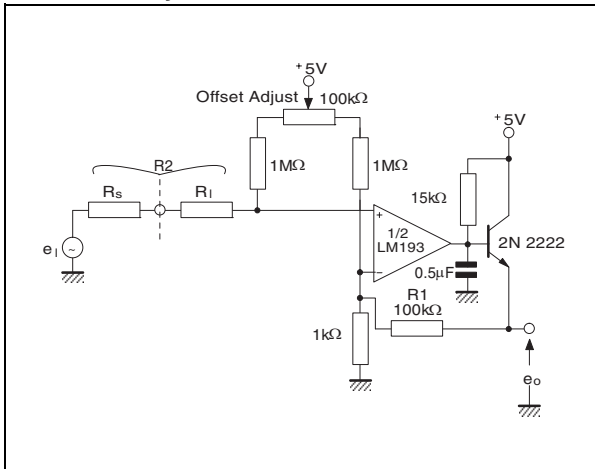 +5V
Offset Adjust
100kΩ
+5V
R2
1MΩ
1MΩ
15kΩ
Rs
Rl
+
1/2
LM193
2N 2222
eI
~
−
0.5µF
R1
100kΩ
1kΩ
eo